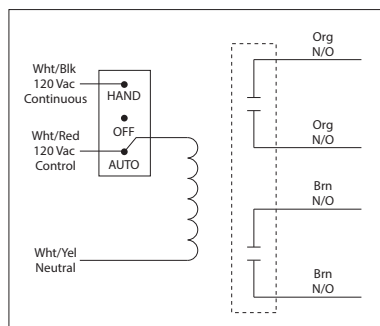 Wht/Blk
120 Vac
Continuous
HAND
OFF
Wht/Red
120 Vac
Control
AUTO
Wht/Yel
Neutral
Org
N/O
Org
N/O
Brn
N/O
Brn
N/O